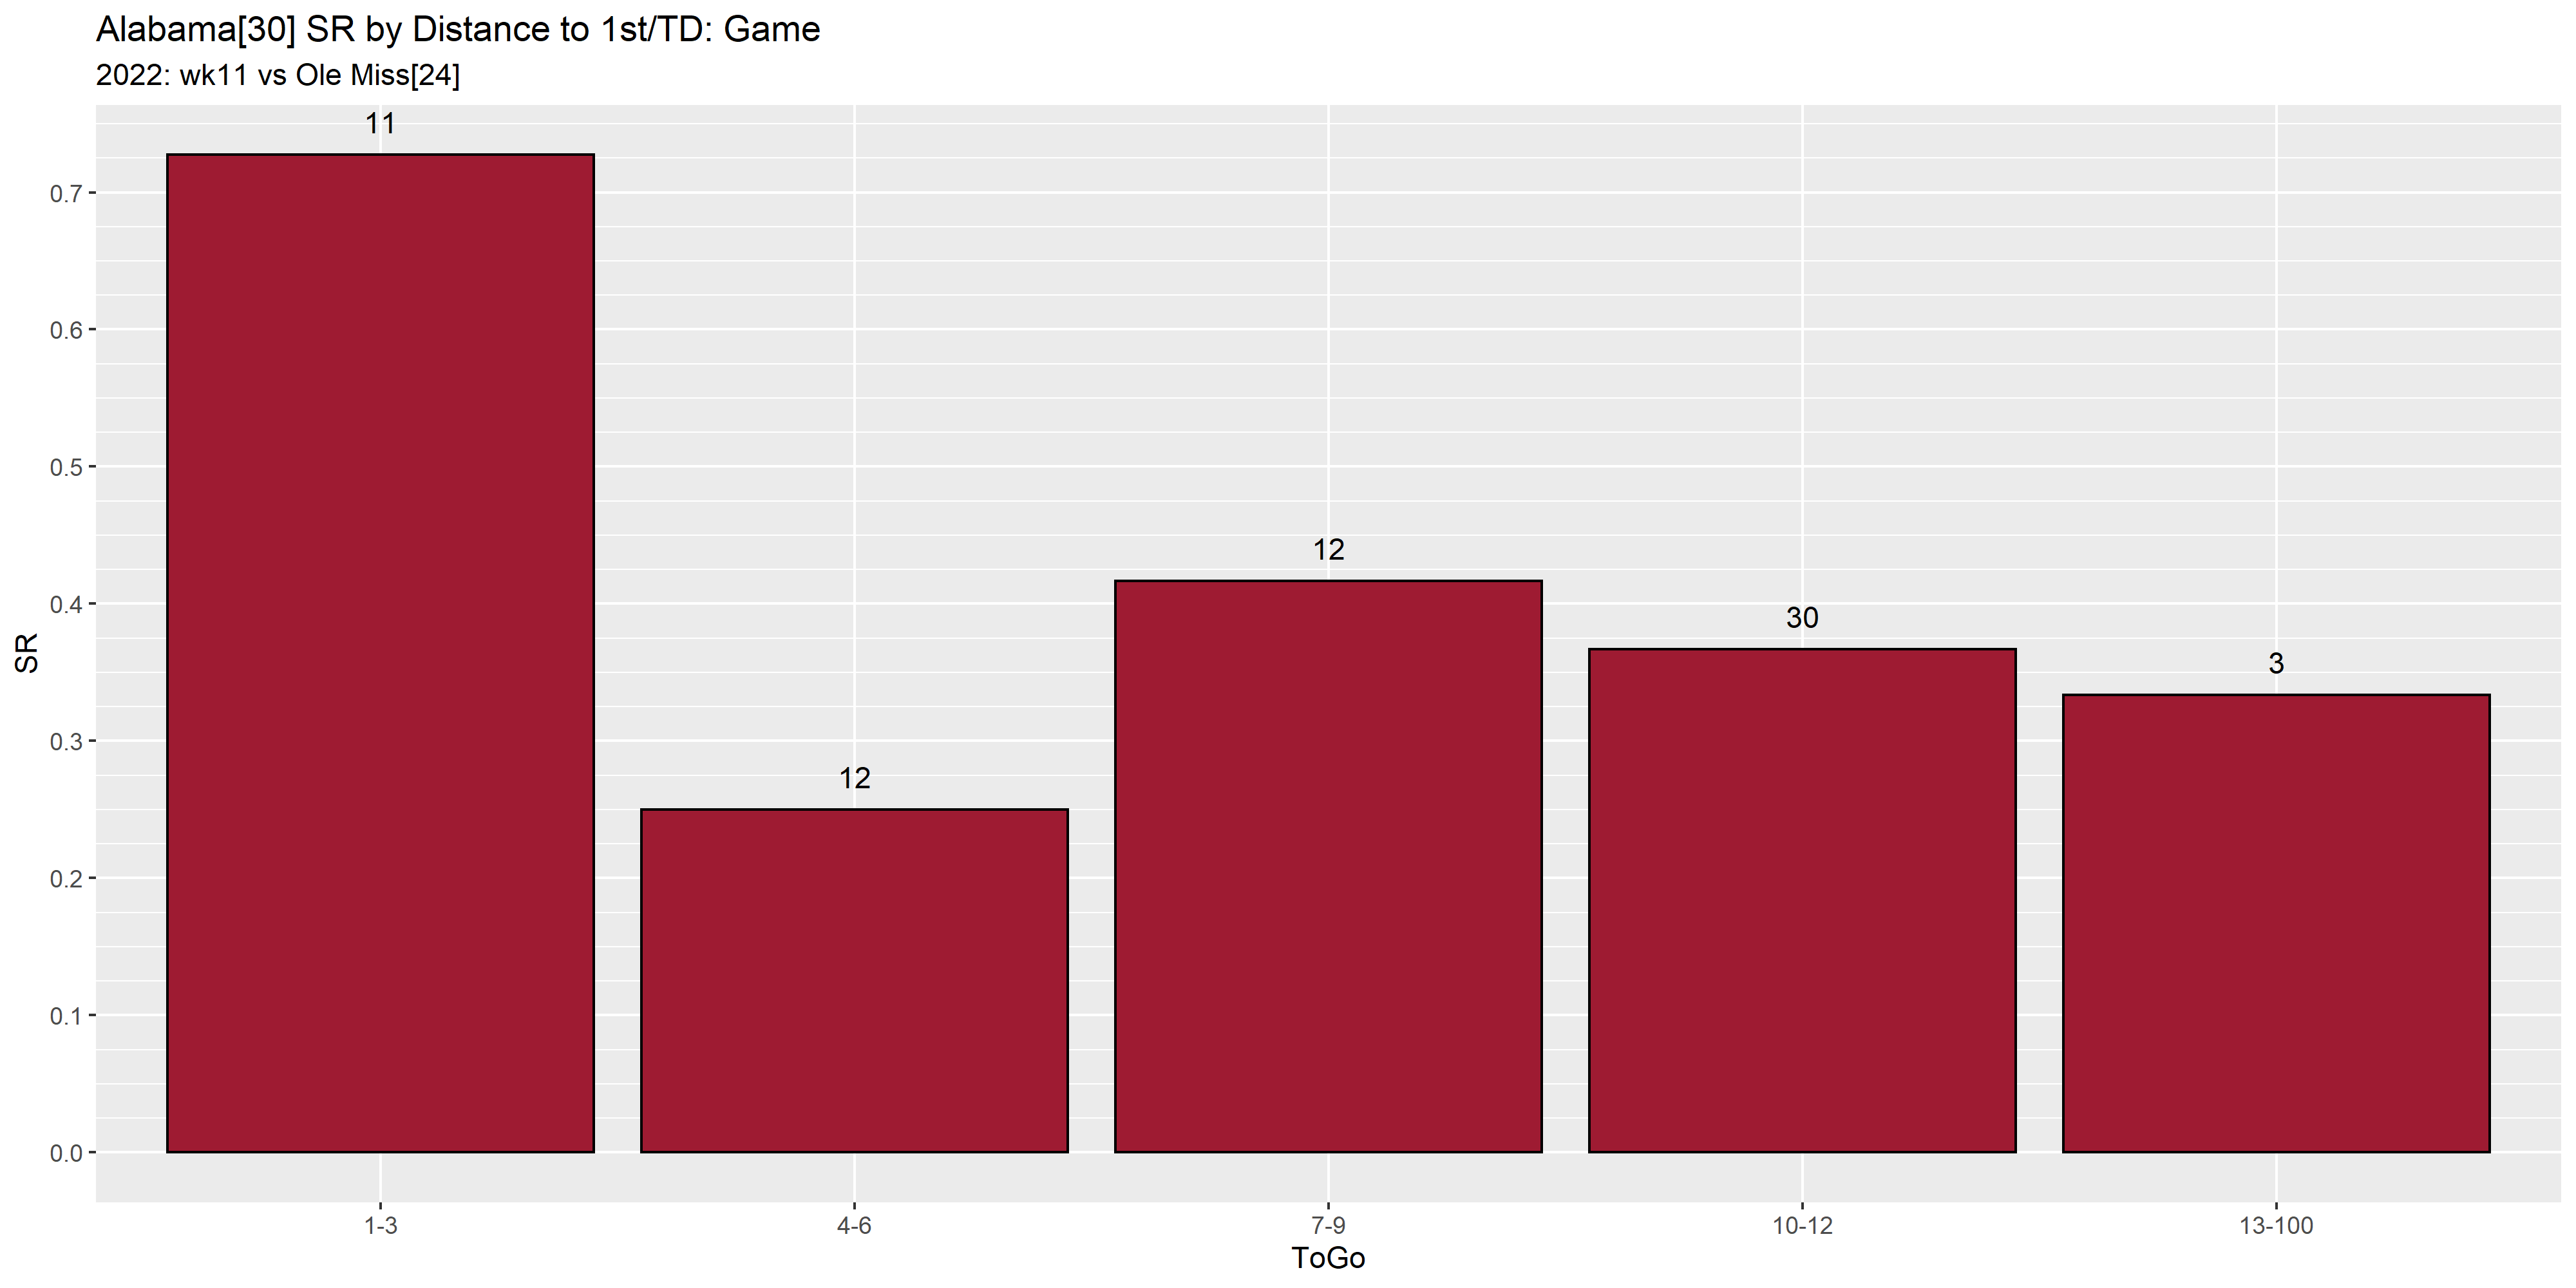 Alabama[30] SR by Distance to 1st/TD: Game
2022: wk11 vs Ole Miss[24]
11
0.7
0.6
0.5
12
0.4
30
3
SR
0.3
12
0.2
0.1
0.0
1-3 4-6 7-9 10-12 13-100
ToGo